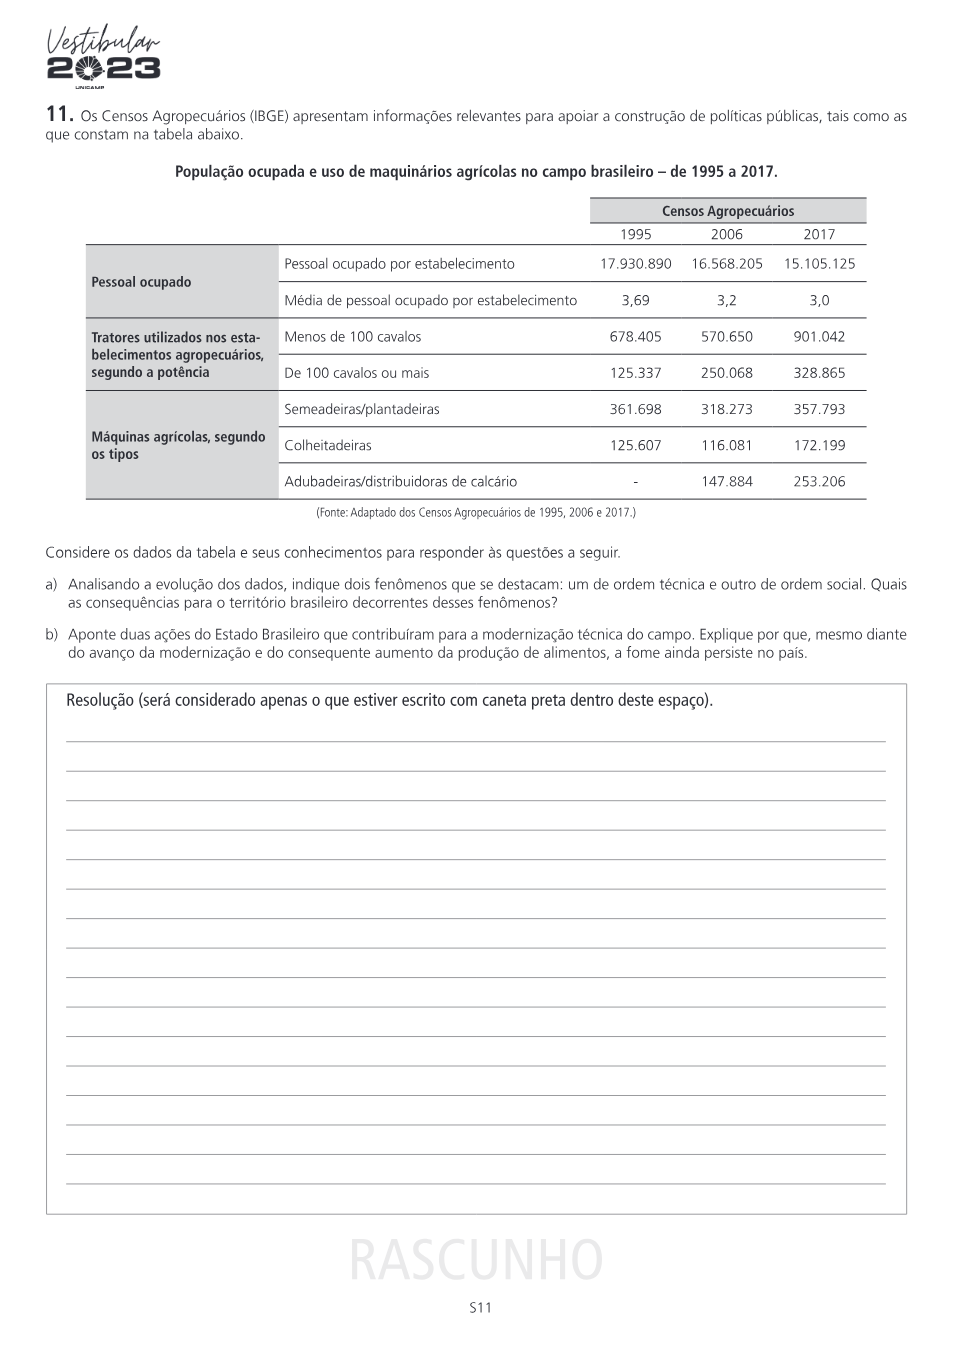 Vestibular
2023
UNICAMP
11. Os Censos Agropecuários (IBGE) apresentam informações relevantes para apoiar a construção de políticas públicas, tais como as
que constam na tabela abaixo.
População ocupada e uso de maquinários agrícolas no campo brasileiro – de 1995 a 2017.
Censos Agropecuários
1995 2006 2017
Pessoal ocupado
Pessoal ocupado por estabelecimento 17.930.890 16.568.205 15.105.125
Média de pessoal ocupado por estabelecimento 3,69 3,2 3,0
Tratores utilizados nos esta-
belecimentos agropecuários,
segundo a potência
Menos de 100 cavalos 678.405 570.650 901.042
De 100 cavalos ou mais 125.337 250.068 328.865
Máquinas agrícolas, segundo
os tipos
Semeadeiras/plantadeiras 361.698 318.273 357.793
Colheitadeiras 125.607 116.081 172.199
Adubadeiras/distribuidoras de calcário - 147.884 253.206
(Fonte: Adaptado dos Censos Agropecuários de 1995, 2006 e 2017.)
Considere os dados da tabela e seus conhecimentos para responder às questões a seguir.
a) Analisando a evolução dos dados, indique dois fenômenos que se destacam: um de ordem técnica e outro de ordem social. Quais
as consequências para o território brasileiro decorrentes desses fenômenos?
b) Aponte duas ações do Estado Brasileiro que contribuíram para a modernização técnica do campo. Explique por que, mesmo diante
do avanço da modernização e do consequente aumento da produção de alimentos, a fome ainda persiste no país.
Resolução (será considerado apenas o que estiver escrito com caneta preta dentro deste espaço).
RASCUNHO
S11